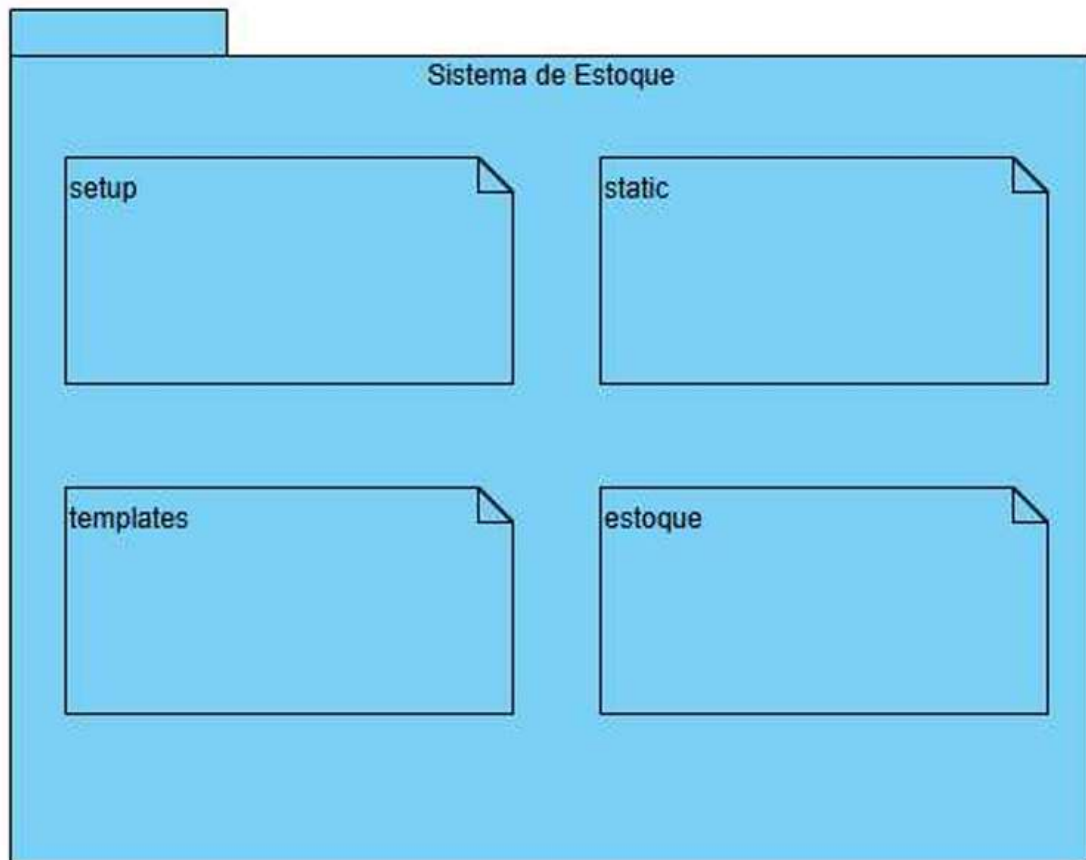 Sistema de Estoque
setup
static
templates
estoque